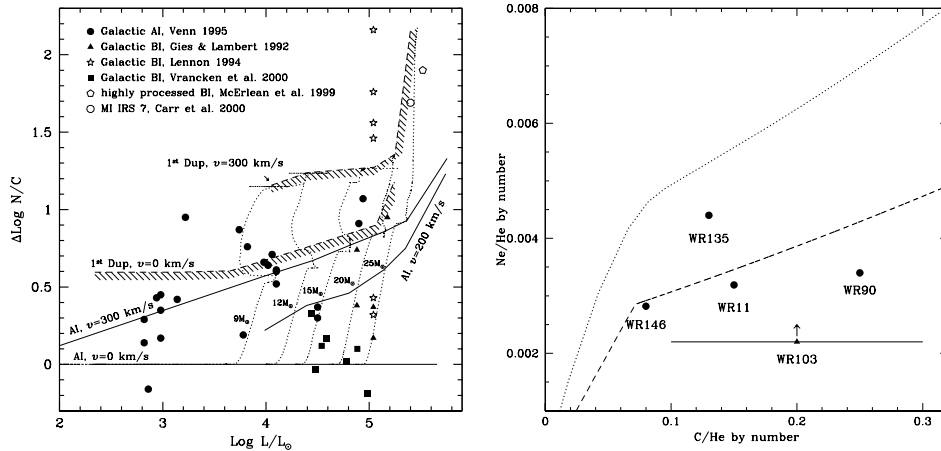 Galactic AI, Venn 1995
Galactic BI, Gies & Lambert 1992
Galactic BI, Lennon 1994
Galactic BI, Vrancken et al. 2000
highly processed BI, McErlean et al. 1999
MI IRS 7, Carr et al. 2000
1st Dup, v=300 km/s
1st Dup, v=0 km/s
AI, v=300 km/s
AI, v=200 km/s
AI, v=0 km/s
9M⊙
12M⊙
15M⊙
20M⊙
25M⊙
2
1.5
1
0.5
0
ΔLog N/C
2 3 4 5
Log L/L⊙
0.008
0.006
0.004
0.002
Ne/He by number
WR135
WR146
WR11
WR90
WR103
0 0.1 0.2 0.3
C/He by number